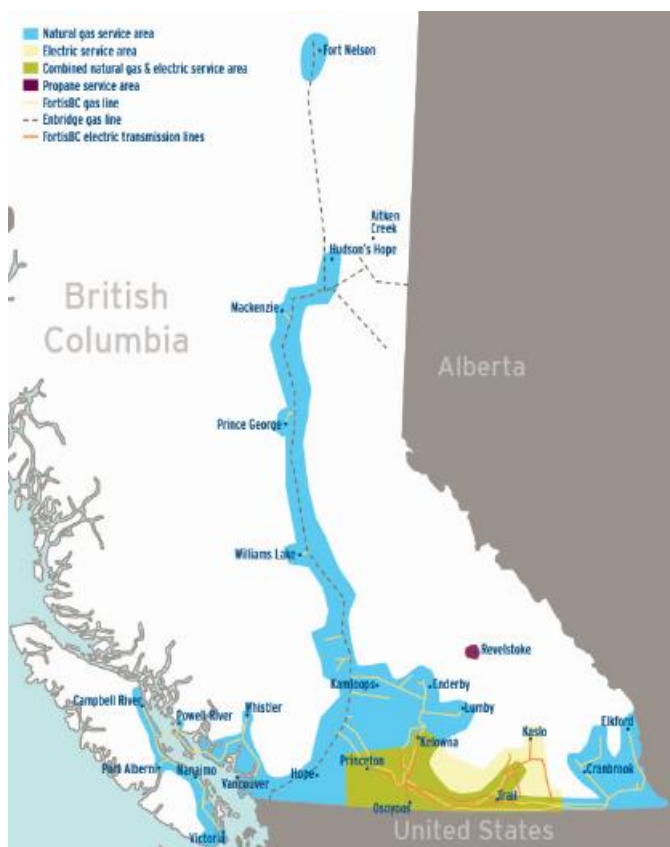 Natural gas service area
Electric service area
Combined natural gas & electric service area
Propane service area
FortisBC gas line
Enbridge gas line
FortisBC electric transmission lines
Fort Nelson
Aitken
Creek
Hudson's Hope
British
Columbia
Mackenzie
Alberta
Prince George
Williams Lake
Revelstoke
Kamloops
Enderby
Campbell River
Powell River
Whistler
Lumby
Elkford
Kaslo
Kelowna
Port Alberni
Nanaimo
Vancouver
Hope
Princeton
Cranbrook
Trail
Osoyoos
United States
Victoria